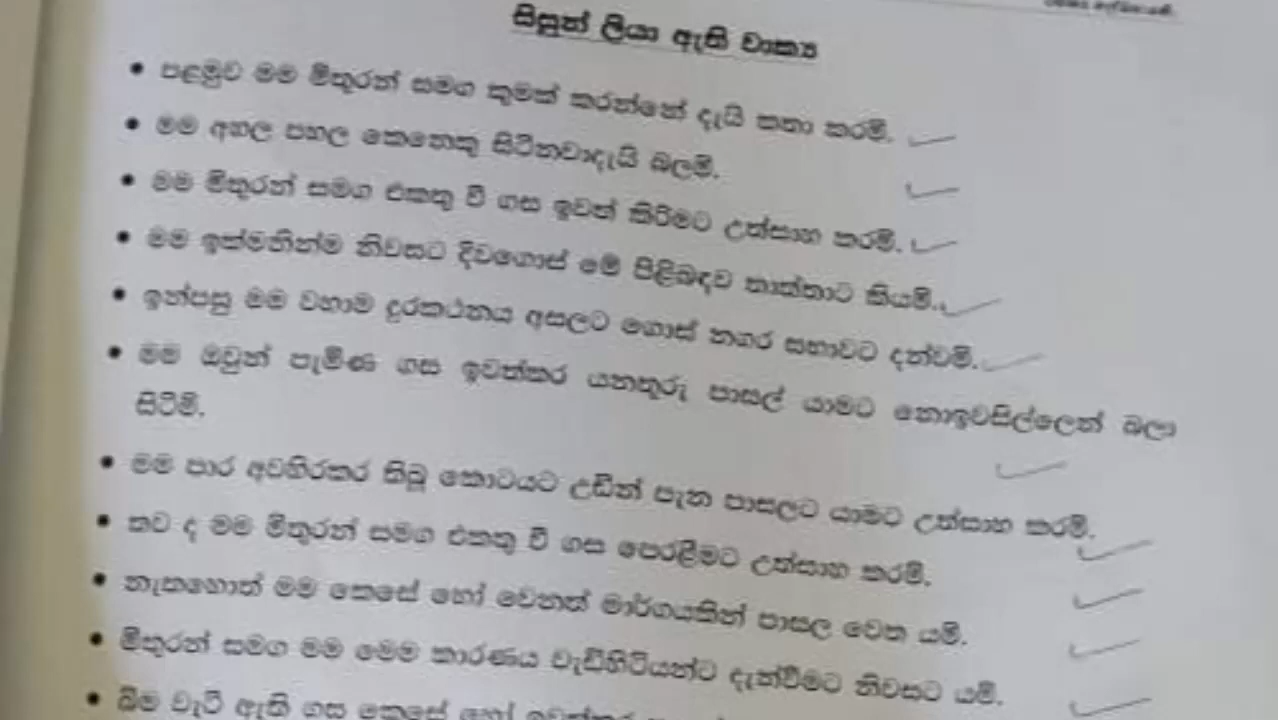 සිසුන් ලියා ඇති වාක්‍ය
• පළමුව මම මිතුරන් සමග කුමක් කරන්නේ දැයි කතා කරමි.
• මම අහල පහල කෙනෙකු සිටිනවාදැයි බලමි.
• මම මිතුරන් සමග එකතු වී ගස ඉවත් කිරීමට උත්සාහ කරමි.
• මම ඉක්මනින්ම නිවසට දිවගොස් මේ පිළිබඳව තාත්තාට කියමි.
• ඉන්පසු මම වහාම දුරකථනය අසලට ගොස් නගර සභාවට දන්වමි.
• මම ඔවුන් පැමිණ ගස ඉවත්කර යනතුරු පාසල් යාමට නොඉවසිල්ලෙන් බලා
සිටිමි.
• මම පාර අවහිරකර තිබූ කොටයට උඩින් පැන පාසලට යාමට උත්සාහ කරමි.
• තව ද මම මිතුරන් සමග එකතු වී ගස පෙරළීමට උත්සාහ කරමි.
• නැතහොත් මම කෙසේ හෝ වෙනත් මාර්ගයකින් පාසල වෙත යමි.
• මිතුරන් සමග මම මෙම කාරණය වැඩිහිටියන්ට දැන්වීමට නිවසට යමි.
• බිම වැටී ඇති ගස කෙසේ හෝ ඉවත්කර